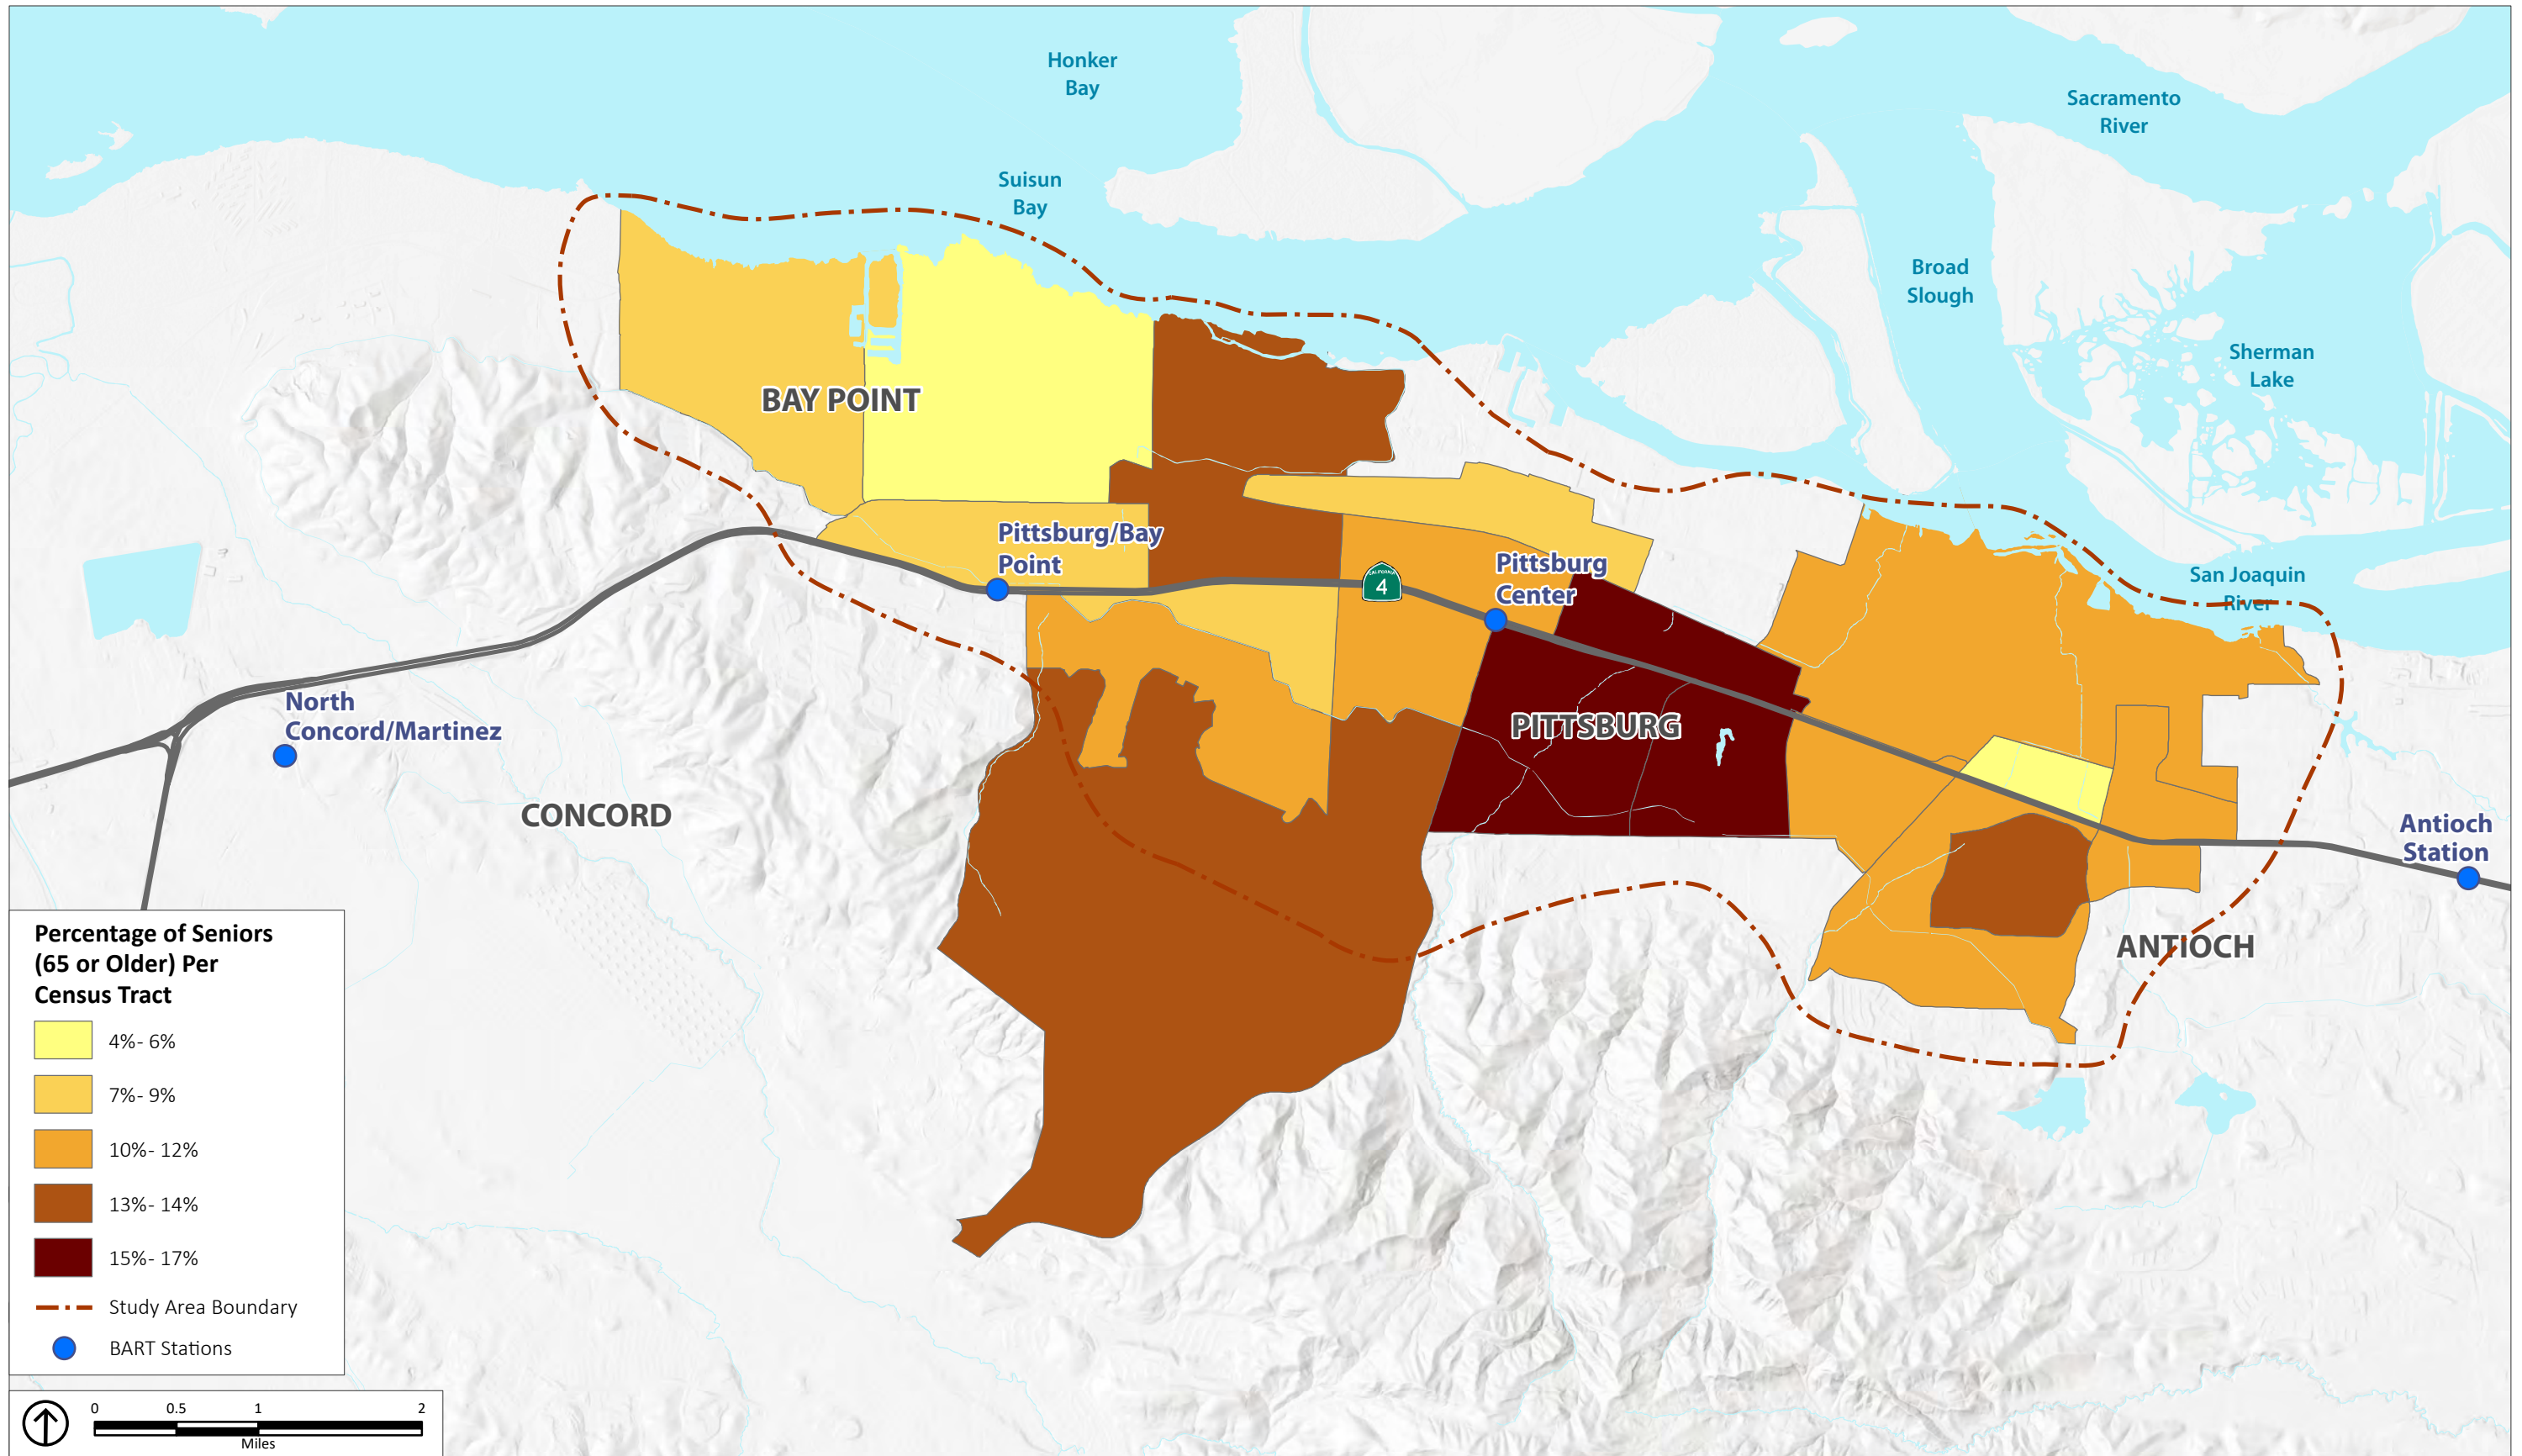 Honker
Bay
Sacramento
River
Suisun
Bay
Broad
Slough
Sherman
Lake
BAY POINT
Pittsburg/Bay
Point
CALIFORNIA
4
Pittsburg
Center
San Joaquin
River
North
Concord/Martinez
PITTSBURG
CONCORD
Antioch
Station
ANTIOCH
Percentage of Seniors
(65 or Older) Per
Census Tract
4%- 6%
7%- 9%
10%- 12%
13%- 14%
15%- 17%
Study Area Boundary
BART Stations
0 0.5 1 2
Miles